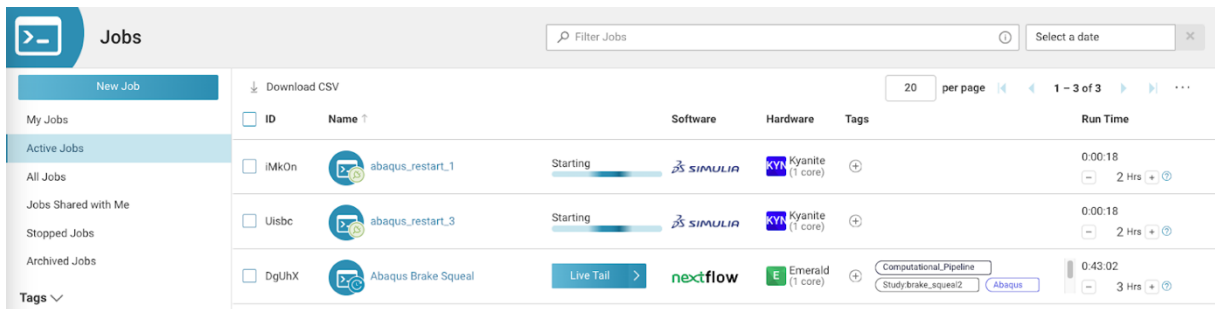 Jobs
Filter Jobs
Select a date
New Job
Download CSV
20 per page 1 – 3 of 3
My Jobs
Active Jobs
All Jobs
Jobs Shared with Me
Stopped Jobs
Archived Jobs
Tags
ID Name Software Hardware Tags Run Time
iMkOn abaqus_restart_1 Starting SIMULIA KYN Kyanite (1 core) 0:00:18
2 Hrs
Uisbc abaqus_restart_3 Starting SIMULIA KYN Kyanite (1 core) 0:00:18
2 Hrs
DgUhX Abaqus Brake Squeal Live Tail nextflow E Emerald (1 core) Computational_Pipeline 0:43:02
Study:brake_squeal2 Abaqus 3 Hrs